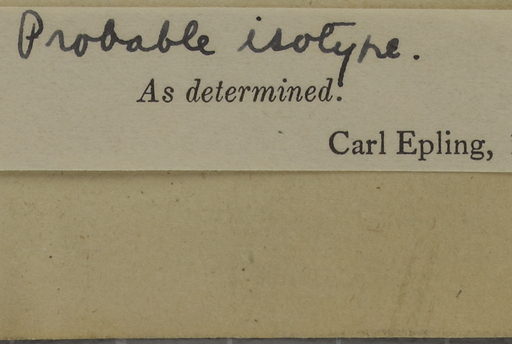 Probable isotype.
As determined.
Carl Epling,